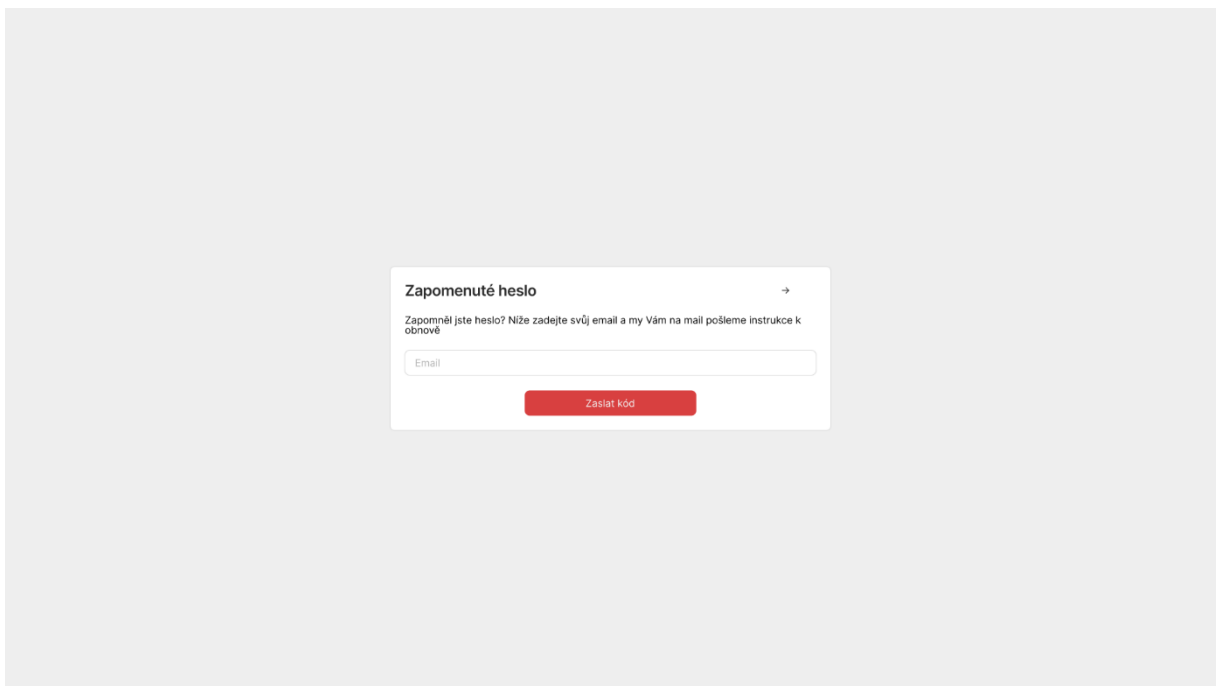 Zapomenuté heslo →
Zapomněl jste heslo? Níže zadejte svůj email a my Vám na mail pošleme instrukce k
obnově
Email
Zaslat kód